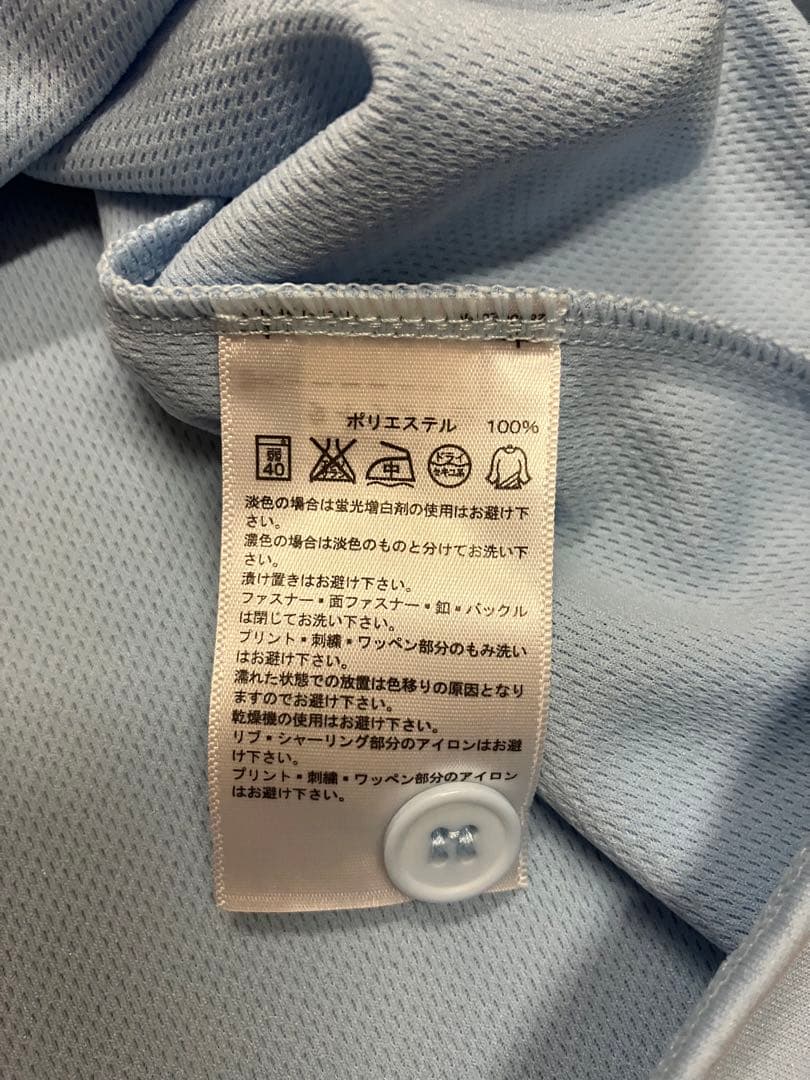 ポリエステル 100%
弱 40 中 ドライ セキユ系
淡色の場合は蛍光増白剤の使用はお避け下
さい。
濃色の場合は淡色のものと分けてお洗い下
さい。
漬け置きはお避け下さい。
ファスナー▪面ファスナー▪釦▪バックル
は閉じてお洗い下さい。
プリント▪刺繍▪ワッペン部分のもみ洗い
はお避け下さい。
濡れた状態での放置は色移りの原因となり
ますのでお避け下さい。
乾燥機の使用はお避け下さい。
リブ▪シャーリング部分のアイロンはお避
け下さい。
プリント▪刺繍▪ワッペン部分のアイロン
はお避け下さい。